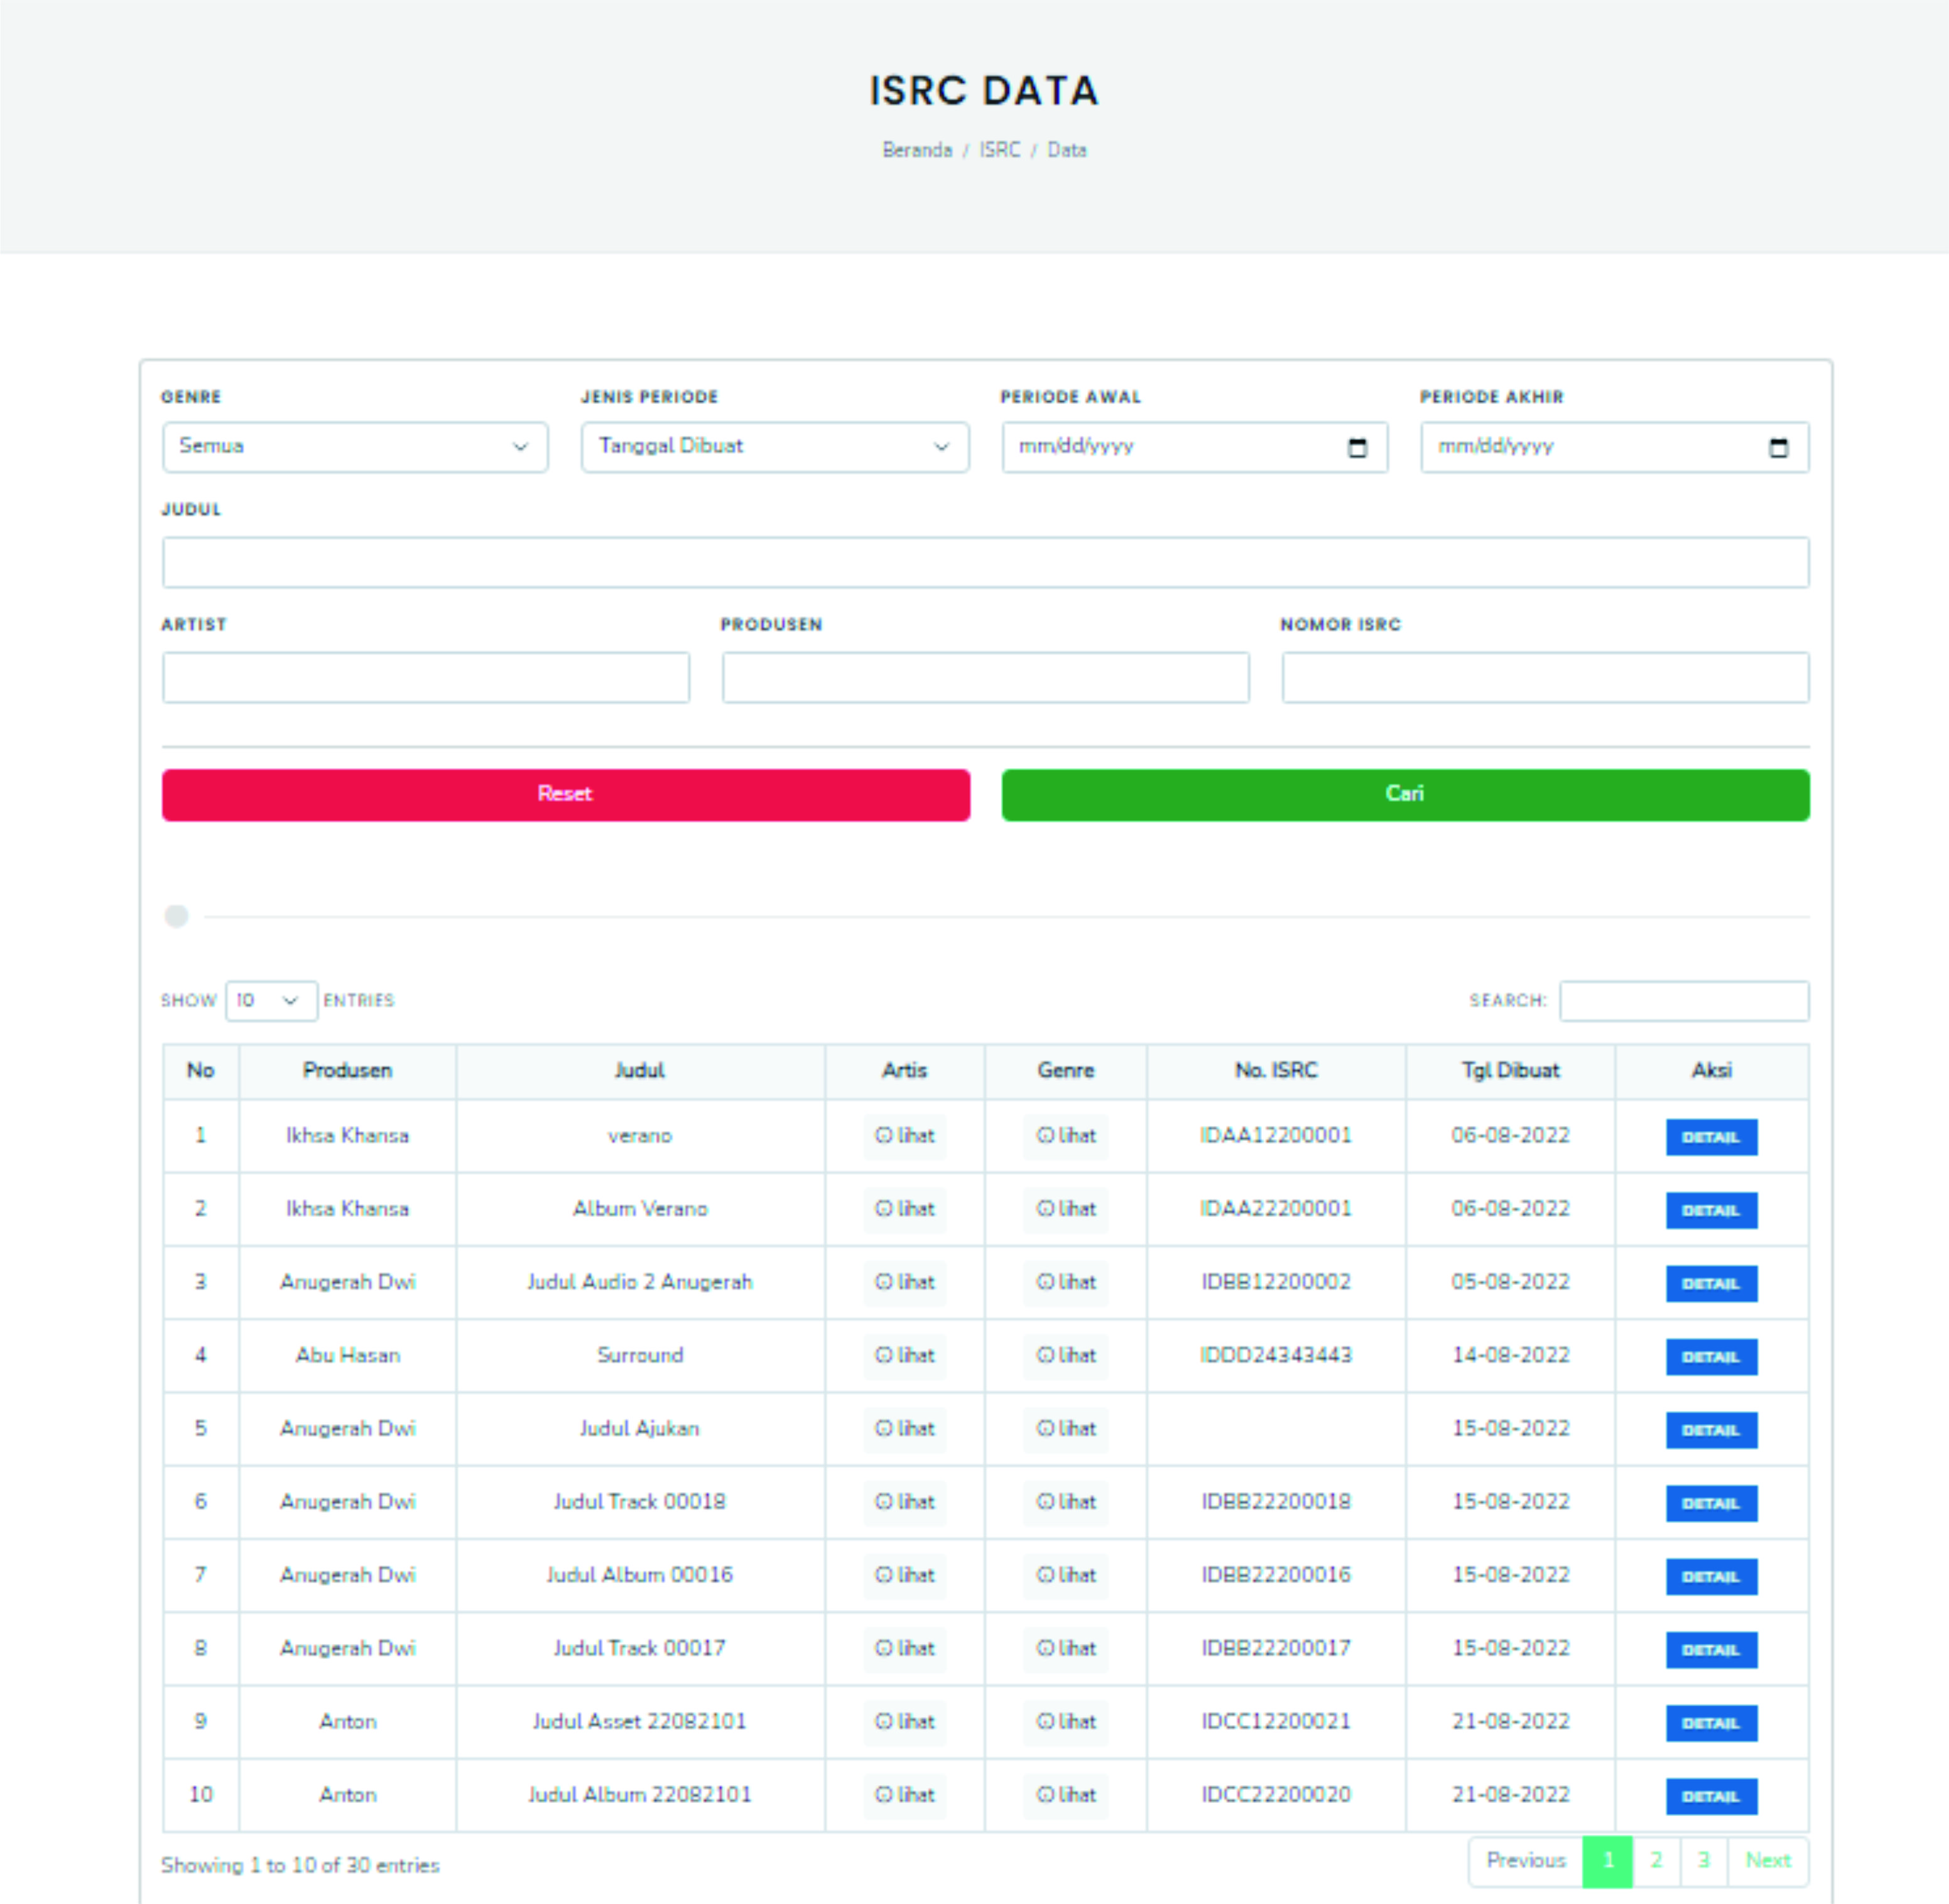 ISRC DATA
Beranda / ISRC / Data
GENRE JENIS PERIODE PERIODE AWAL PERIODE AKHIR
Semua Tanggal Dibuat mm/dd/yyyy mm/dd/yyyy
JUDUL
ARTIST PRODUSEN NOMOR ISRC
Reset Cari
SHOW 10 ENTRIES SEARCH:
No Produsen Judul Artis Genre No. ISRC Tgl Dibuat Aksi
1 Ikhsa Khansa verano lihat lihat IDAA12200001 06-08-2022 DETAIL
2 Ikhsa Khansa Album Verano lihat lihat IDAA22200001 06-08-2022 DETAIL
3 Anugerah Dwi Judul Audio 2 Anugerah lihat lihat IDBB12200002 05-08-2022 DETAIL
4 Abu Hasan Surround lihat lihat IDDD24343443 14-08-2022 DETAIL
5 Anugerah Dwi Judul Ajukan lihat lihat 15-08-2022 DETAIL
6 Anugerah Dwi Judul Track 00018 lihat lihat IDBB22200018 15-08-2022 DETAIL
7 Anugerah Dwi Judul Album 00016 lihat lihat IDBB22200016 15-08-2022 DETAIL
8 Anugerah Dwi Judul Track 00017 lihat lihat IDBB22200017 15-08-2022 DETAIL
9 Anton Judul Asset 22082101 lihat lihat IDCC12200021 21-08-2022 DETAIL
10 Anton Judul Album 22082101 lihat lihat IDCC22200020 21-08-2022 DETAIL
Showing 1 to 10 of 30 entries Previous 1 2 3 Next